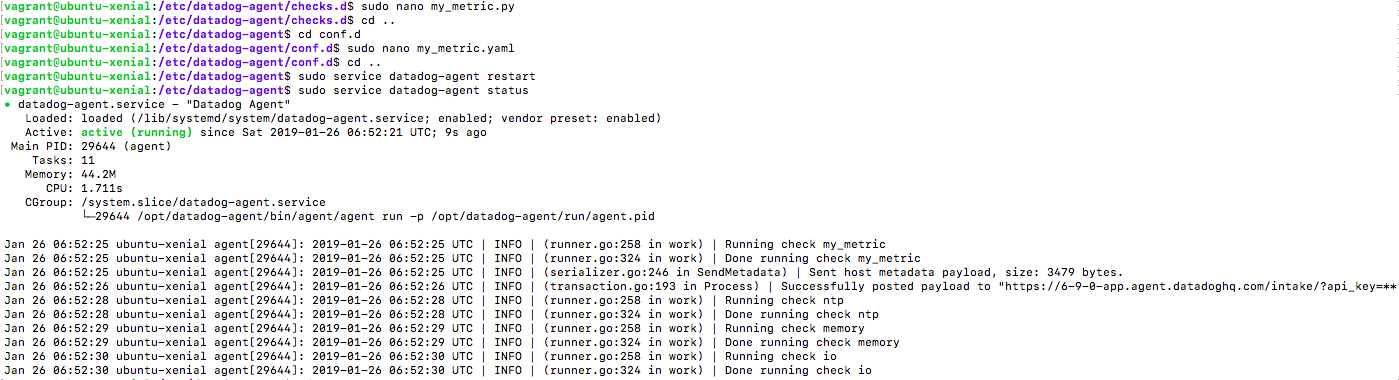 [vagrant@ubuntu-xenial:/etc/datadog-agent/checks.d$ sudo nano my_metric.py
[vagrant@ubuntu-xenial:/etc/datadog-agent/checks.d$ cd ..
[vagrant@ubuntu-xenial:/etc/datadog-agent$ cd conf.d
[vagrant@ubuntu-xenial:/etc/datadog-agent/conf.d$ sudo nano my_metric.yaml
[vagrant@ubuntu-xenial:/etc/datadog-agent/conf.d$ cd ..
[vagrant@ubuntu-xenial:/etc/datadog-agent$ sudo service datadog-agent restart
[vagrant@ubuntu-xenial:/etc/datadog-agent$ sudo service datadog-agent status
● datadog-agent.service - "Datadog Agent"
Loaded: loaded (/lib/systemd/system/datadog-agent.service; enabled; vendor preset: enabled)
Active: active (running) since Sat 2019-01-26 06:52:21 UTC; 9s ago
Main PID: 29644 (agent)
Tasks: 11
Memory: 44.2M
CPU: 1.711s
CGroup: /system.slice/datadog-agent.service
└─29644 /opt/datadog-agent/bin/agent/agent run -p /opt/datadog-agent/run/agent.pid
Jan 26 06:52:25 ubuntu-xenial agent[29644]: 2019-01-26 06:52:25 UTC | INFO | (runner.go:258 in work) | Running check my_metric
Jan 26 06:52:25 ubuntu-xenial agent[29644]: 2019-01-26 06:52:25 UTC | INFO | (runner.go:324 in work) | Done running check my_metric
Jan 26 06:52:25 ubuntu-xenial agent[29644]: 2019-01-26 06:52:25 UTC | INFO | (serializer.go:246 in SendMetadata) | Sent host metadata payload, size: 3479 bytes.
Jan 26 06:52:26 ubuntu-xenial agent[29644]: 2019-01-26 06:52:26 UTC | INFO | (transaction.go:193 in Process) | Successfully posted payload to "https://6-9-0-app.agent.datadoghq.com/intake/?api_key=**
Jan 26 06:52:28 ubuntu-xenial agent[29644]: 2019-01-26 06:52:28 UTC | INFO | (runner.go:258 in work) | Running check ntp
Jan 26 06:52:28 ubuntu-xenial agent[29644]: 2019-01-26 06:52:28 UTC | INFO | (runner.go:324 in work) | Done running check ntp
Jan 26 06:52:29 ubuntu-xenial agent[29644]: 2019-01-26 06:52:29 UTC | INFO | (runner.go:258 in work) | Running check memory
Jan 26 06:52:29 ubuntu-xenial agent[29644]: 2019-01-26 06:52:29 UTC | INFO | (runner.go:324 in work) | Done running check memory
Jan 26 06:52:30 ubuntu-xenial agent[29644]: 2019-01-26 06:52:30 UTC | INFO | (runner.go:258 in work) | Running check io
Jan 26 06:52:30 ubuntu-xenial agent[29644]: 2019-01-26 06:52:30 UTC | INFO | (runner.go:324 in work) | Done running check io